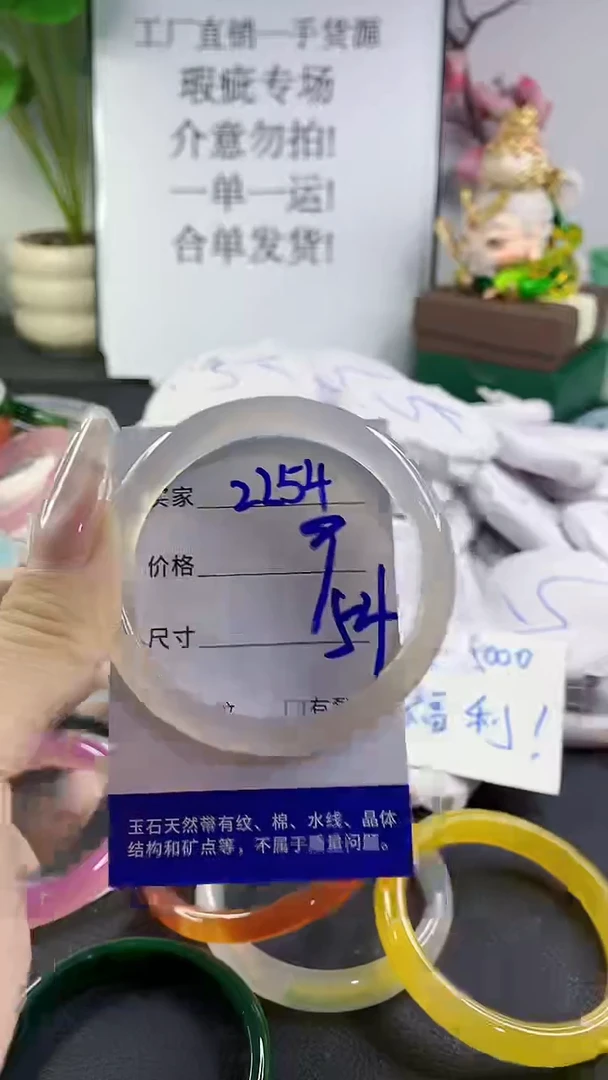 工厂直销一手货源
瑕疵专场
介意勿拍!
一单一运!
合单发货!
买家 2254
价格
尺寸 54
5000
福利!
玉石天然带有纹、棉、水线、晶体
结构和矿点等，不属于质量问题。